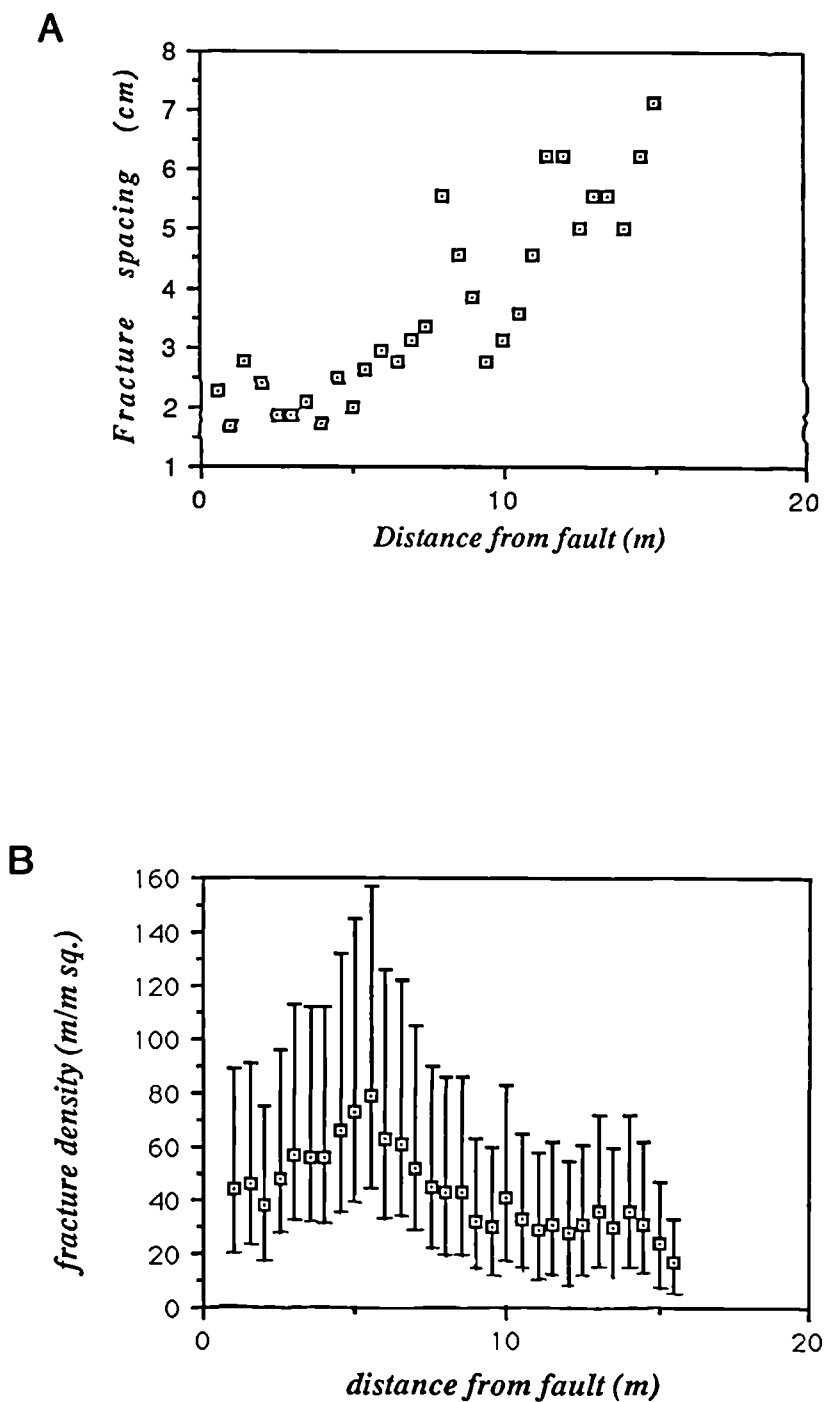 A
8
7
6
5
4
3
2
1
Fracture spacing (cm)
0 10 20
Distance from fault (m)
B
160
140
120
100
80
60
40
20
0
fracture density (m/m sq.)
0 10 20
distance from fault (m)